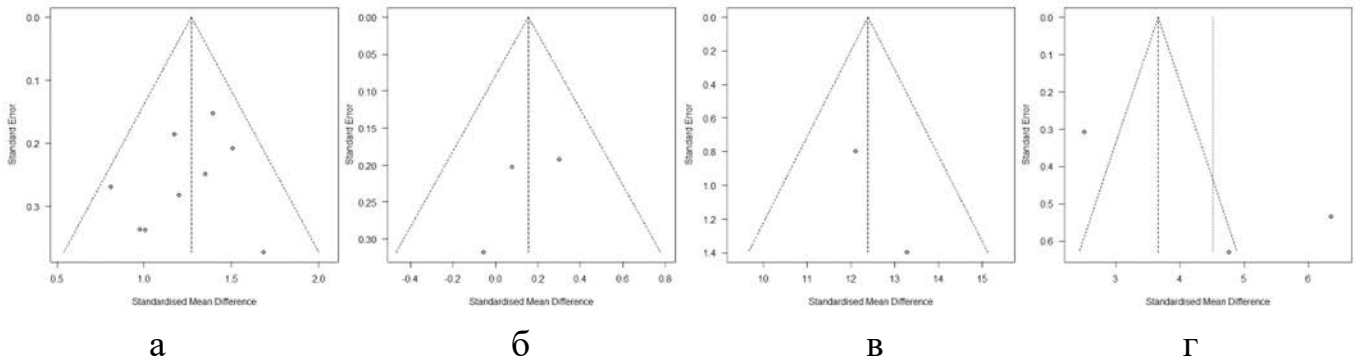 0.0
0.1
0.2
0.3
Standard Error
0.5 1.0 1.5 2.0
Standardised Mean Difference
0.00
0.05
0.10
0.15
0.20
0.25
0.30
Standard Error
-0.4 -0.2 0.0 0.2 0.4 0.6 0.8
Standardised Mean Difference
0.0
0.2
0.4
0.6
0.8
1.0
1.2
1.4
Standard Error
10 11 12 13 14 15
Standardised Mean Difference
0.0
0.1
0.2
0.3
0.4
0.5
0.6
Standard Error
3 4 5 6
Standardised Mean Difference
а б в г